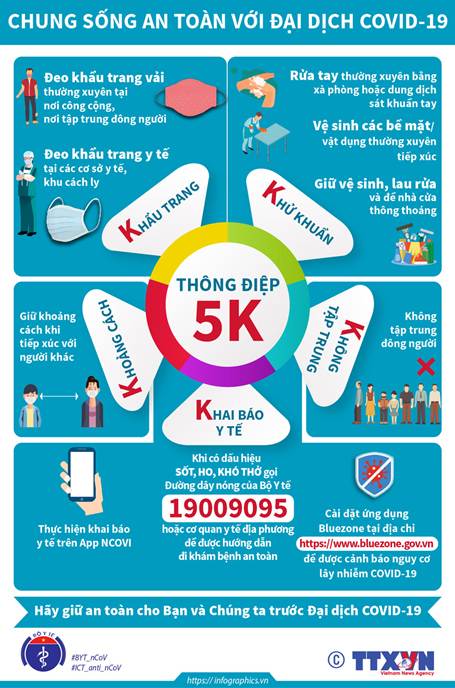 CHUNG SỐNG AN TOÀN VỚI ĐẠI DỊCH COVID-19
Đeo khẩu trang vải
thường xuyên tại
nơi công cộng,
nơi tập trung đông người
Đeo khẩu trang y tế
tại các cơ sở y tế,
khu cách ly
Rửa tay thường xuyên bằng
xà phòng hoặc dung dịch
sát khuẩn tay
Vệ sinh các bề mặt/
vật dụng thường xuyên
tiếp xúc
Giữ vệ sinh, lau rửa
và để nhà cửa
thông thoáng
KHẨU TRANG
KHỬ KHUẨN
THÔNG ĐIỆP
5K
Giữ khoảng
cách khi
tiếp xúc với
người khác
KHOẢNG CÁCH
KHÔNG
TẬP TRUNG
Không
tập trung
đông người
KHAI BÁO
Y TẾ
Thực hiện khai báo
y tế trên App NCOVI
Khi có dấu hiệu
SỐT, HO, KHÓ THỞ gọi
Đường dây nóng của Bộ Y tế
19009095
hoặc cơ quan y tế địa phương
để được hướng dẫn
đi khám bệnh an toàn
Cài đặt ứng dụng
Bluezone tại địa chỉ
https://www.bluezone.gov.vn
để được cảnh báo nguy cơ
lây nhiễm COVID-19
Hãy giữ an toàn cho Bạn và Chúng ta trước Đại dịch COVID-19
BỘ Y TẾ
#BYT_nCoV
#ICT_anti_nCoV
© TTXVN
Vietnam News Agency
https://infographics.vn